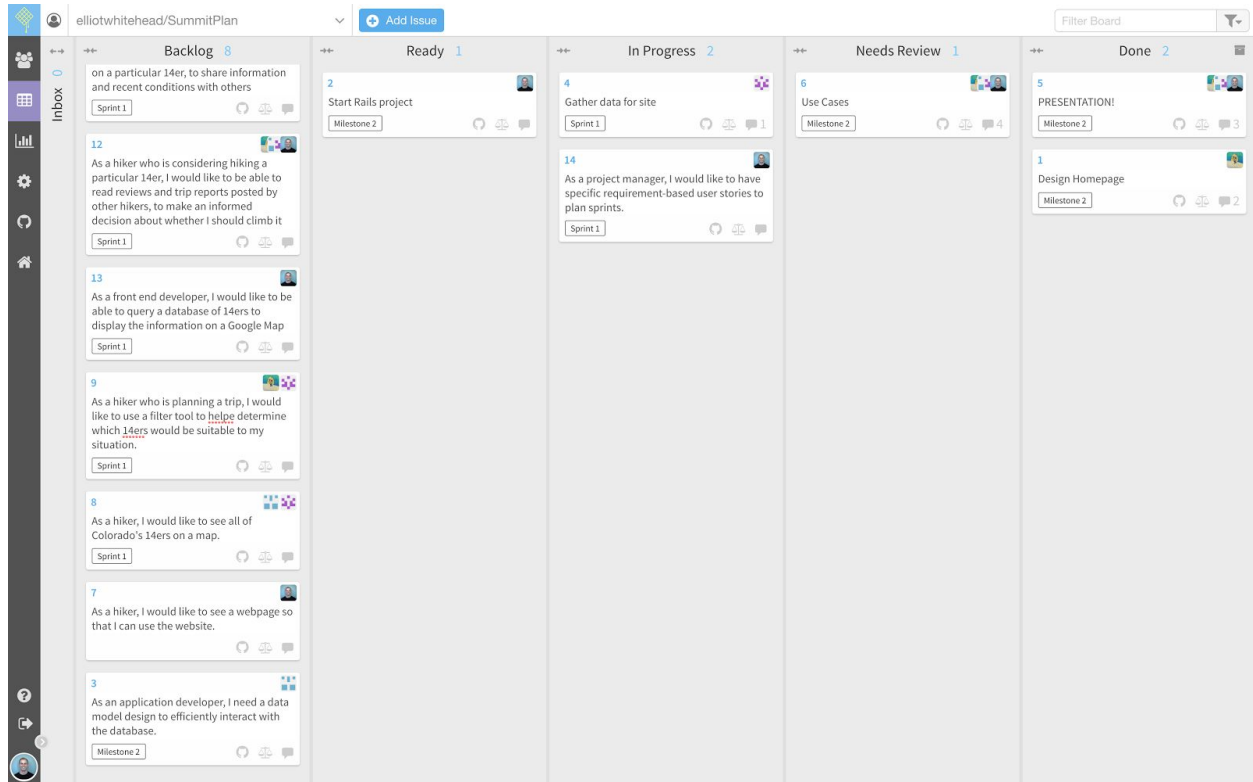 elliotwhitehead/SummitPlan
Add Issue
Filter Board
Inbox 0
Backlog 8
on a particular 14er, to share information
and recent conditions with others
Sprint 1
12
As a hiker who is considering hiking a
particular 14er, I would like to be able to
read reviews and trip reports posted by
other hikers, to make an informed
decision about whether I should climb it
Sprint 1
13
As a front end developer, I would like to be
able to query a database of 14ers to
display the information on a Google Map
Sprint 1
9
As a hiker who is planning a trip, I would
like to use a filter tool to helpe determine
which 14ers would be suitable to my
situation.
Sprint 1
8
As a hiker, I would like to see all of
Colorado's 14ers on a map.
Sprint 1
7
As a hiker, I would like to see a webpage so
that I can use the website.
3
As an application developer, I need a data
model design to efficiently interact with
the database.
Milestone 2
Ready 1
2
Start Rails project
Milestone 2
In Progress 2
4
Gather data for site
Sprint 1
1
14
As a project manager, I would like to have
specific requirement-based user stories to
plan sprints.
Sprint 1
Needs Review 1
6
Use Cases
Milestone 2
4
Done 2
5
PRESENTATION!
Milestone 2
3
1
Design Homepage
Milestone 2
2